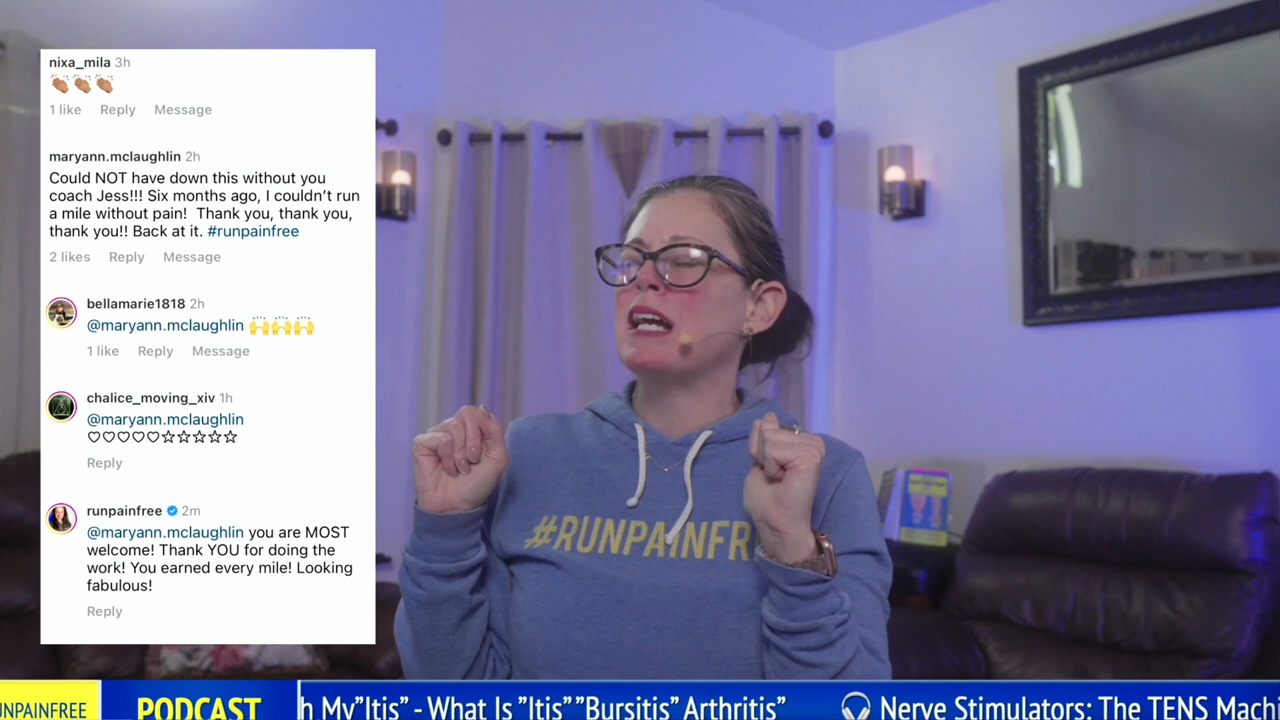 nixa_mila 3h
👏🏽👏🏽👏🏽
1 like Reply Message
maryann.mclaughlin 2h
Could NOT have down this without you
coach Jess!!! Six months ago, I couldn’t run
a mile without pain! Thank you, thank you,
thank you!! Back at it. #runpainfree
2 likes Reply Message
bellamarie1818 2h
@maryann.mclaughlin 🙌🙌🙌
1 like Reply Message
chalice_moving_xiv 1h
@maryann.mclaughlin
♡♡♡♡♡☆☆☆☆☆
Reply
runpainfree 2m
@maryann.mclaughlin you are MOST
welcome! Thank YOU for doing the
work! You earned every mile! Looking
fabulous!
Reply
#RUNPAINFR
UNPAINFREE PODCAST h My"Itis" - What Is "Itis""Bursitis" Arthritis" Nerve Stimulators: The TENS Mach